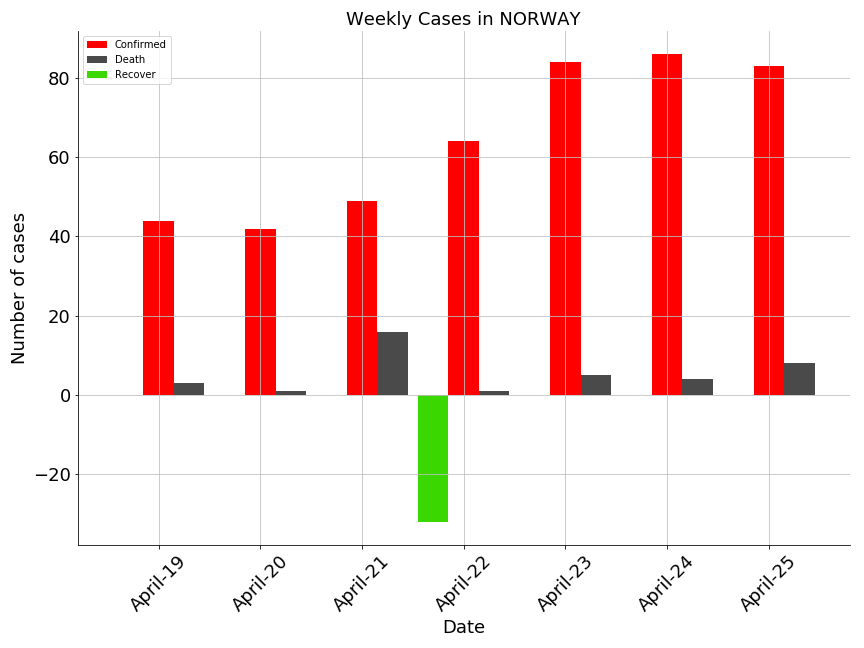 Weekly Cases in NORWAY
Confirmed
Death
Recover
Number of cases
80
60
40
20
0
−20
April-19
April-20
April-21
April-22
April-23
April-24
April-25
Date